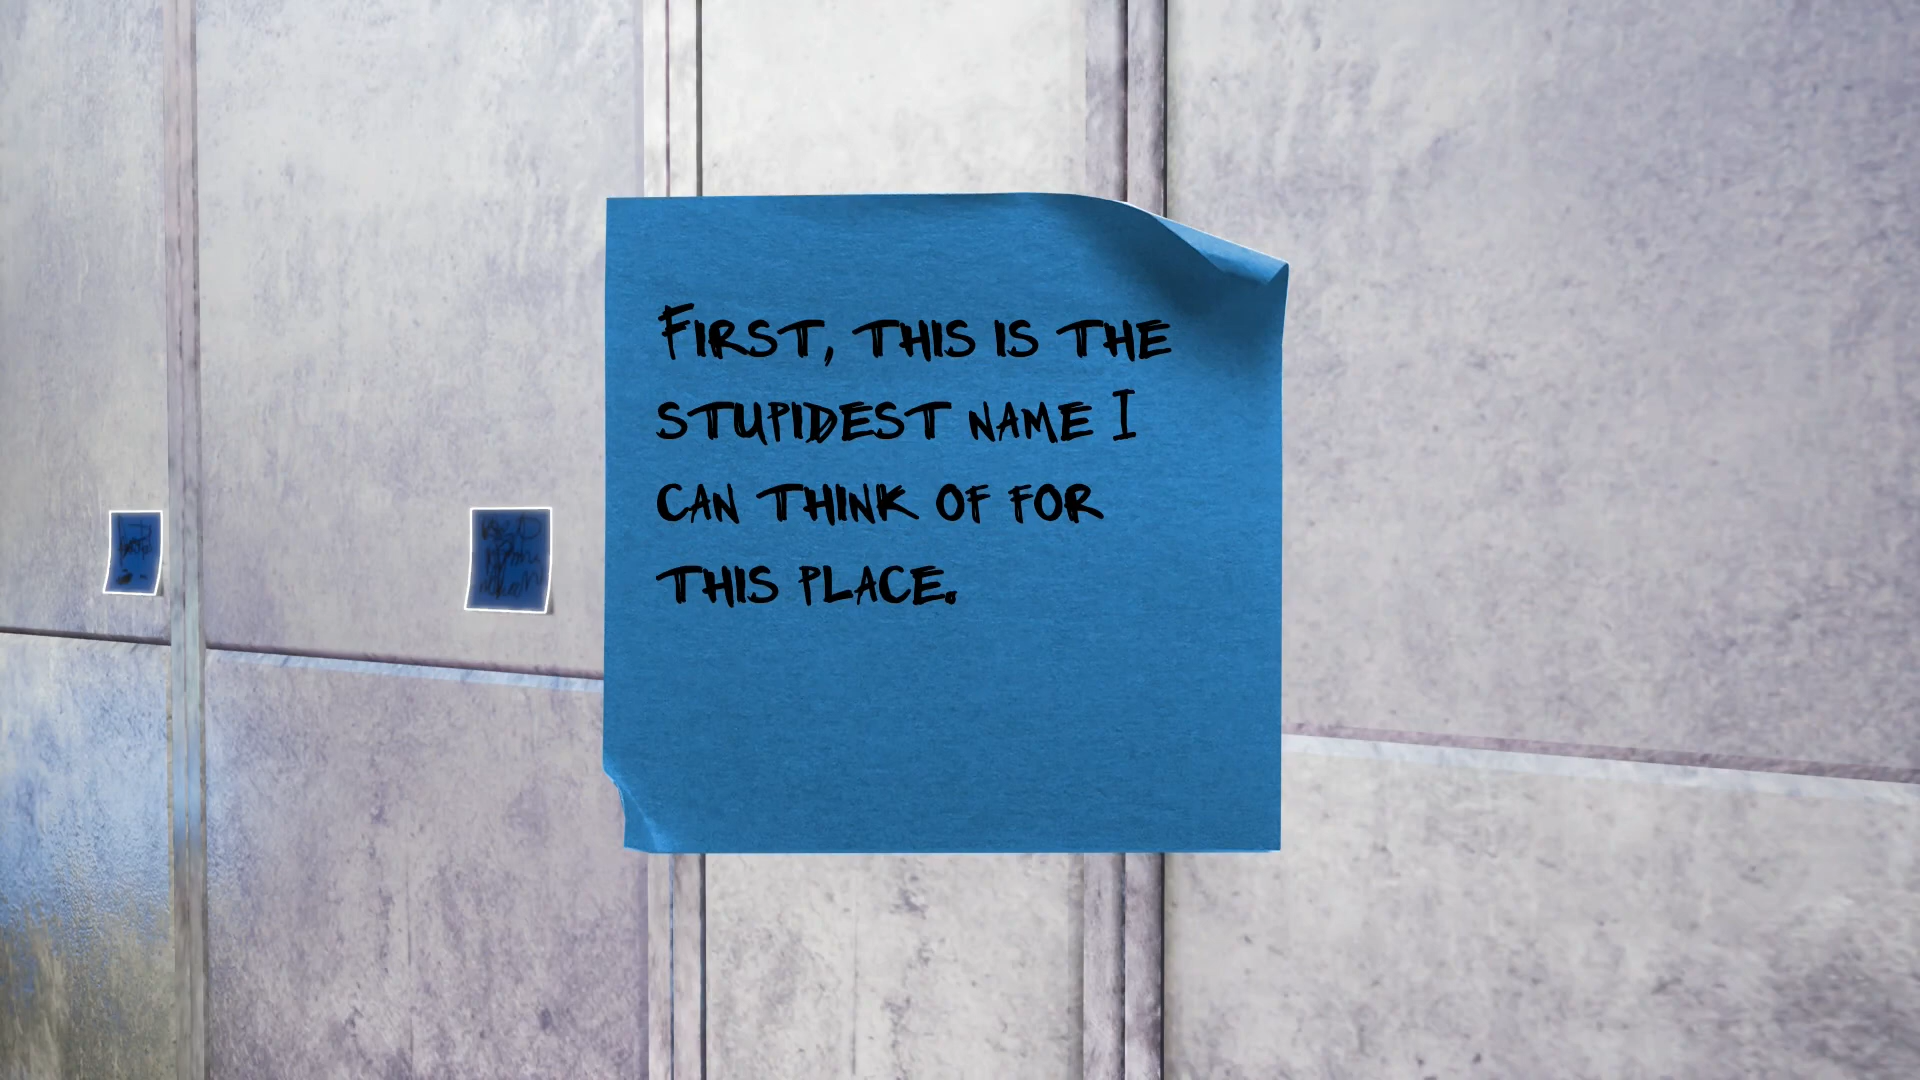 First, this is the
stupidest name I
can think of for
this place.